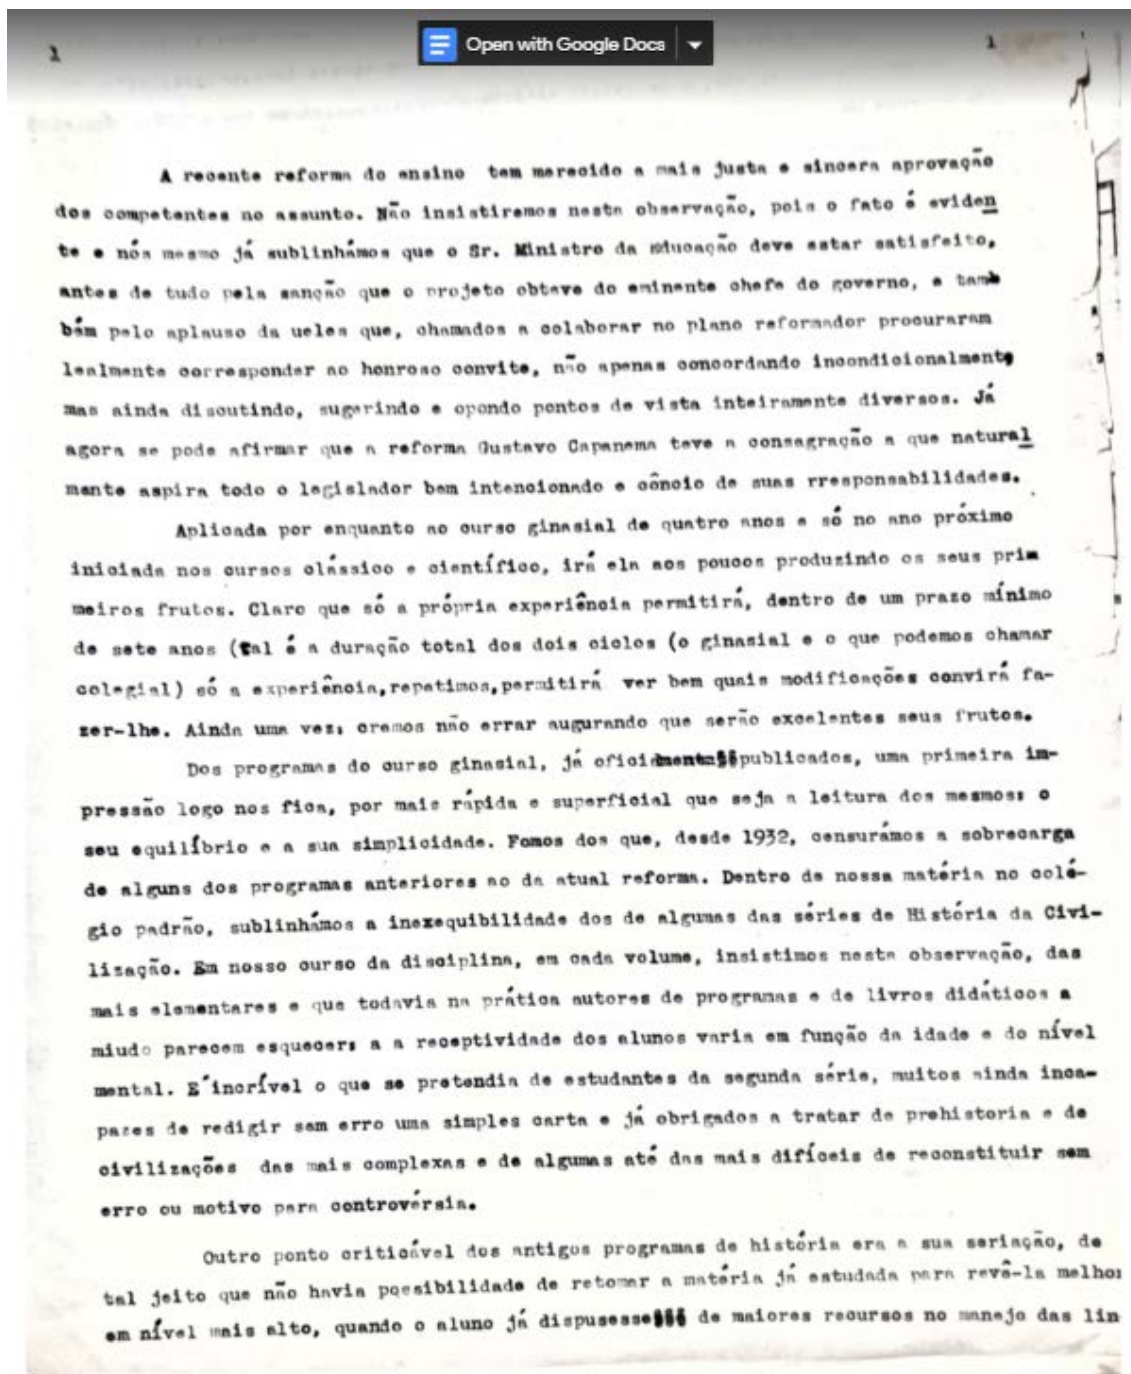 Open with Google Docs
1 1
A recente reforma do ensino tem merecido a mais justa e sincera aprovação
dos competentes no assunto. Não insistiremos nesta observação, pois o fato é eviden
te e nós mesmo já sublinhámos que o Sr. Ministro da Educação deve estar satisfeito,
antes de tudo pela sanção que o projeto obteve do eminente chefe do governo, e tamb
bém pelo aplauso da ueles que, chamados a colaborar no plano reformador procuraram
lealmente corresponder ao honroso convite, não apenas concordando incondicionalmente
mas ainda discutindo, sugerindo e opondo pontos de vista inteiramente diversos. Já
agora se pode afirmar que a reforma Gustavo Capanema teve a consagração a que natural
mente aspira todo o legislador bem intencionado e côncio de suas rresponsabilidades.
Aplicada por enquanto ao curso ginasial de quatro anos e só no ano próximo
iniciada nos cursos clássico e científico, irá ela aos poucos produzindo os seus prim
meiros frutos. Claro que só a própria experiência permitirá, dentro de um prazo mínimo
de sete anos (tal é a duração total dos dois ciclos (o ginasial e o que podemos chamar
colegial) só a experiência,repetimos,permitirá ver bem quais modificações convirá fa-
zer-lhe. Ainda uma vez: cremos não errar augurando que serão excelentes seus frutos.
Dos programas do curso ginasial, já publicados, uma primeira im-
pressão logo nos fica, por mais rápida e superficial que seja a leitura dos mesmos: o
seu equilíbrio e a sua simplicidade. Fomos dos que, desde 1932, censurámos a sobrecarga
de alguns dos programas anteriores ao da atual reforma. Dentro de nossa matéria no colé-
gio padrão, sublinhámos a inexequibilidade dos de algumas das séries de História da Civi-
lização. Em nosso curso da disciplina, em cada volume, insistimos nesta observação, das
mais elementares e que todavia na prática autores de programas e de livros didáticos a
miudo parecem esquecer: a a receptividade dos alunos varia em função da idade e do nível
mental. E´incrível o que se pretendia de estudantes da segunda série, muitos ainda inca-
pazes de redigir sem erro uma simples carta e já obrigados a tratar de prehistoria e de
civilizações das mais complexas e de algumas até das mais difíceis de reconstituir sem
erro ou motivo para controvérsia.
Outro ponto criticável dos antigos programas de história era a sua seriação, de
tal jeito que não havia possibilidade de retomar a matéria já estudada para revê-la melhor
em nível mais alto, quando o aluno já dispusesse de maiores recursos no manejo das lin